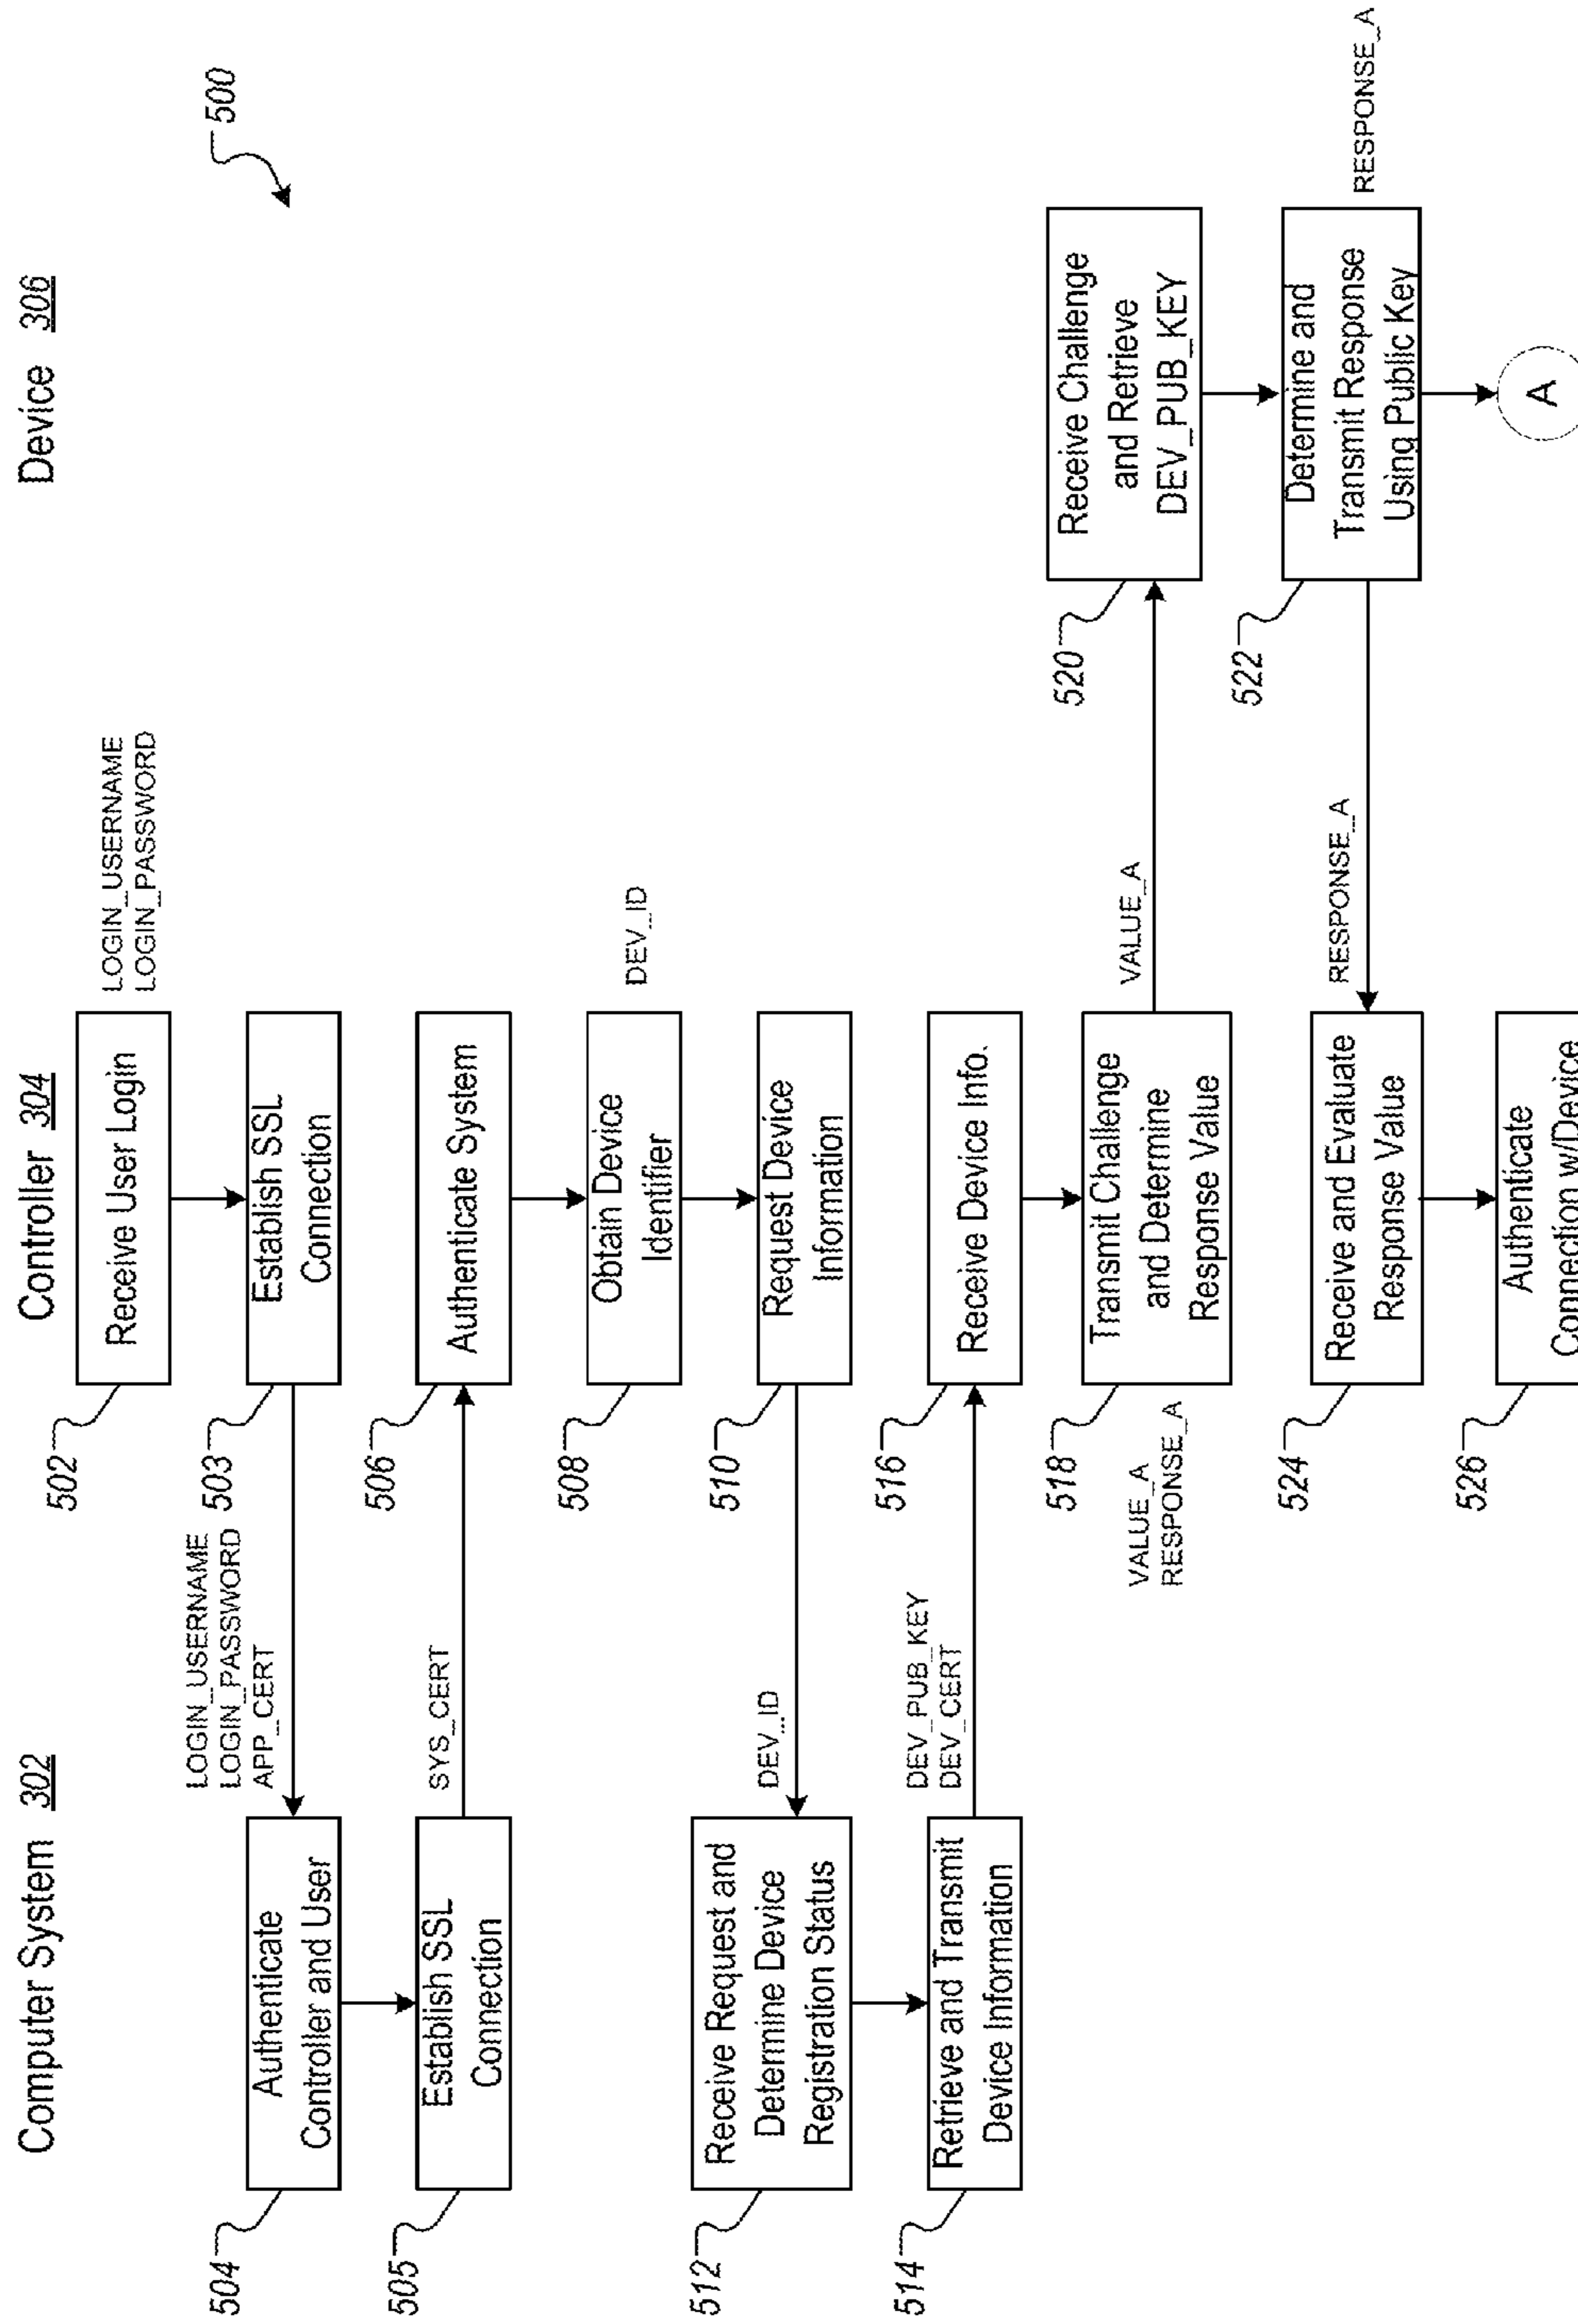 Computer System 302
Controller 304
Device 306
500
502
Receive User Login
LOGIN_USERNAME
LOGIN_PASSWORD
503
Establish SSL
Connection
LOGIN_USERNAME
LOGIN_PASSWORD
APP_CERT
504
Authenticate
Controller and User
505
Establish SSL
Connection
SYS_CERT
506
Authenticate System
508
Obtain Device
Identifier
DEV_ID
510
Request Device
Information
DEV_ID
512
Receive Request and
Determine Device
Registration Status
514
Retrieve and Transmit
Device Information
DEV_PUB_KEY
DEV_CERT
516
Receive Device Info.
518
Transmit Challenge
and Determine
Response Value
VALUE_A
RESPONSE_A
VALUE_A
520
Receive Challenge
and Retrieve
DEV_PUB_KEY
522
Determine and
Transmit Response
Using Public Key
RESPONSE_A
RESPONSE_A
524
Receive and Evaluate
Response Value
526
Authenticate
Connection w/Device
A